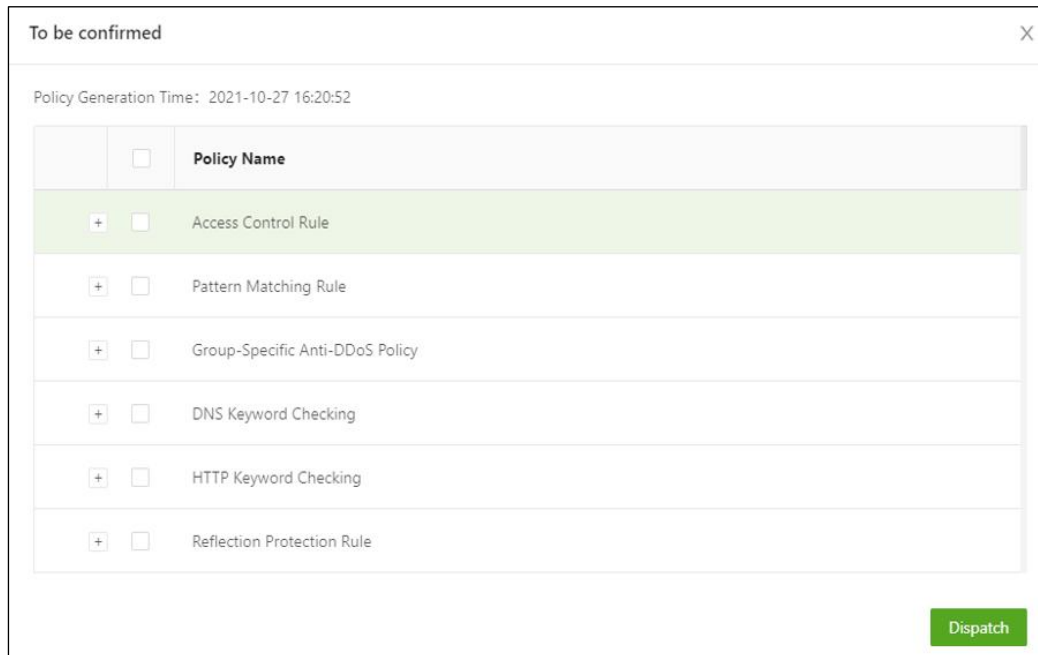 To be confirmed X
Policy Generation Time: 2021-10-27 16:20:52
Policy Name
+ Access Control Rule
+ Pattern Matching Rule
+ Group-Specific Anti-DDoS Policy
+ DNS Keyword Checking
+ HTTP Keyword Checking
+ Reflection Protection Rule
Dispatch